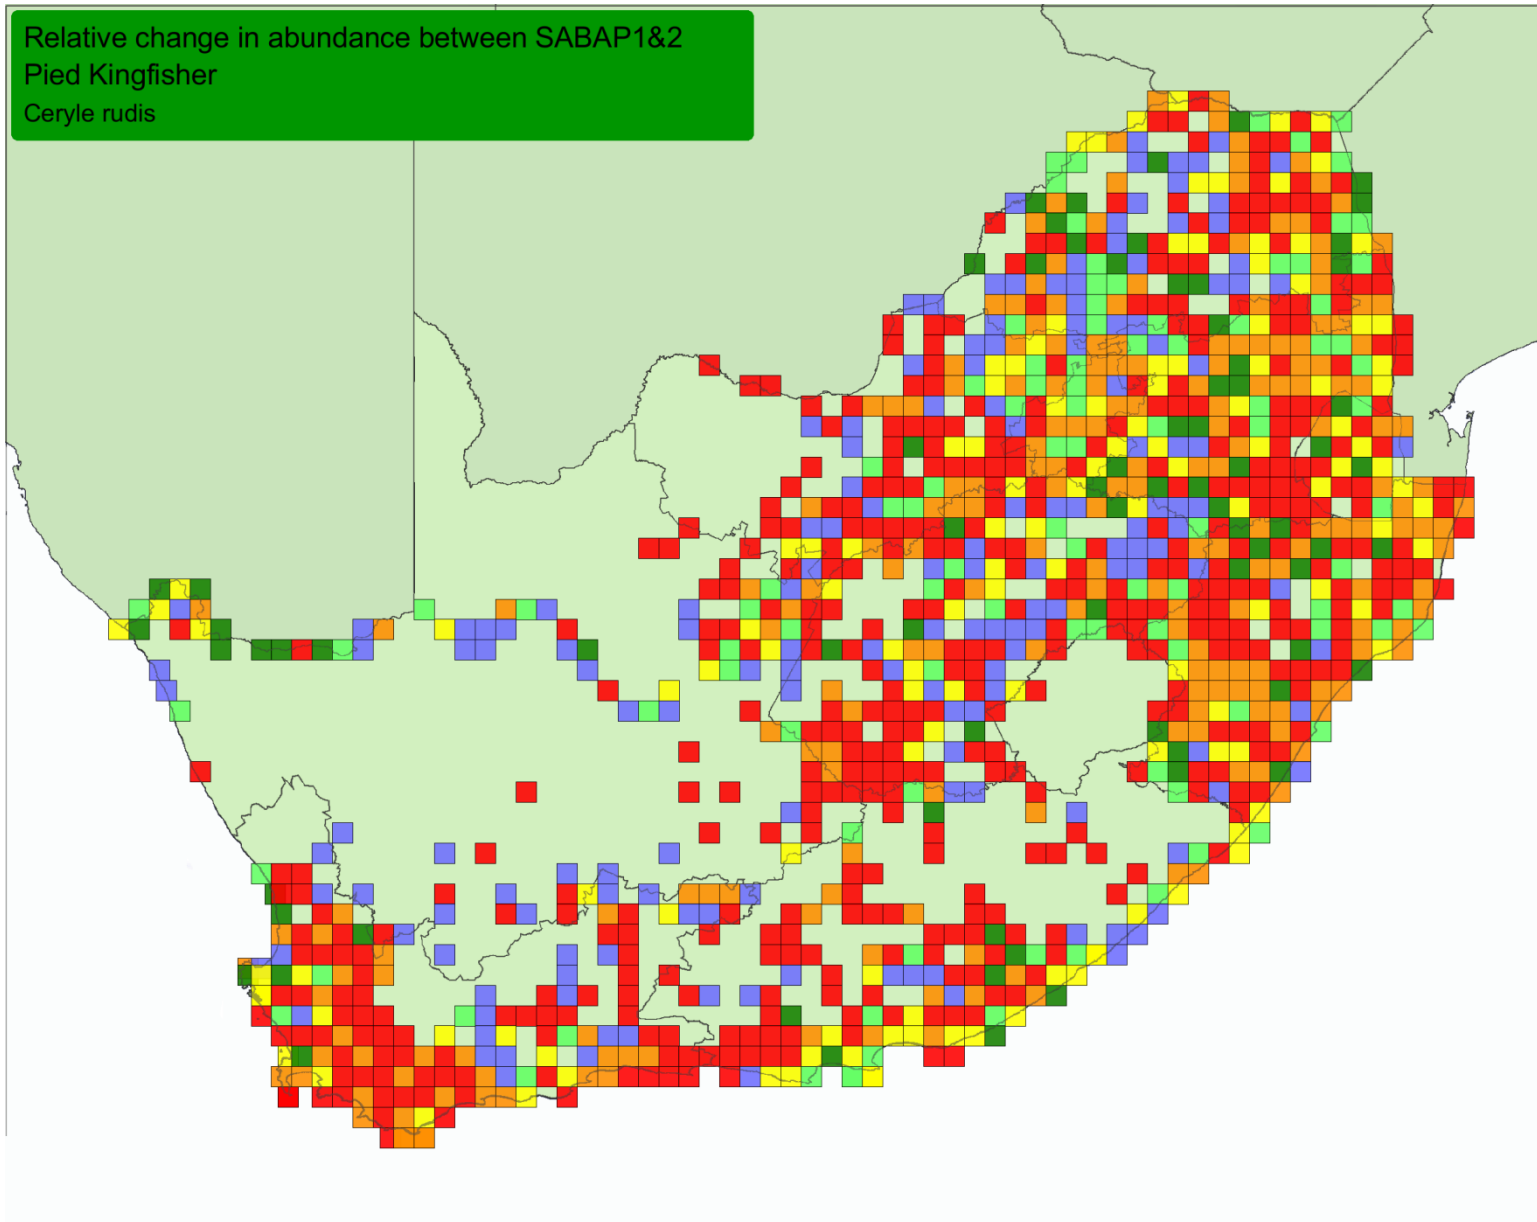 Relative change in abundance between SABAP1&2
Pied Kingfisher
Ceryle rudis